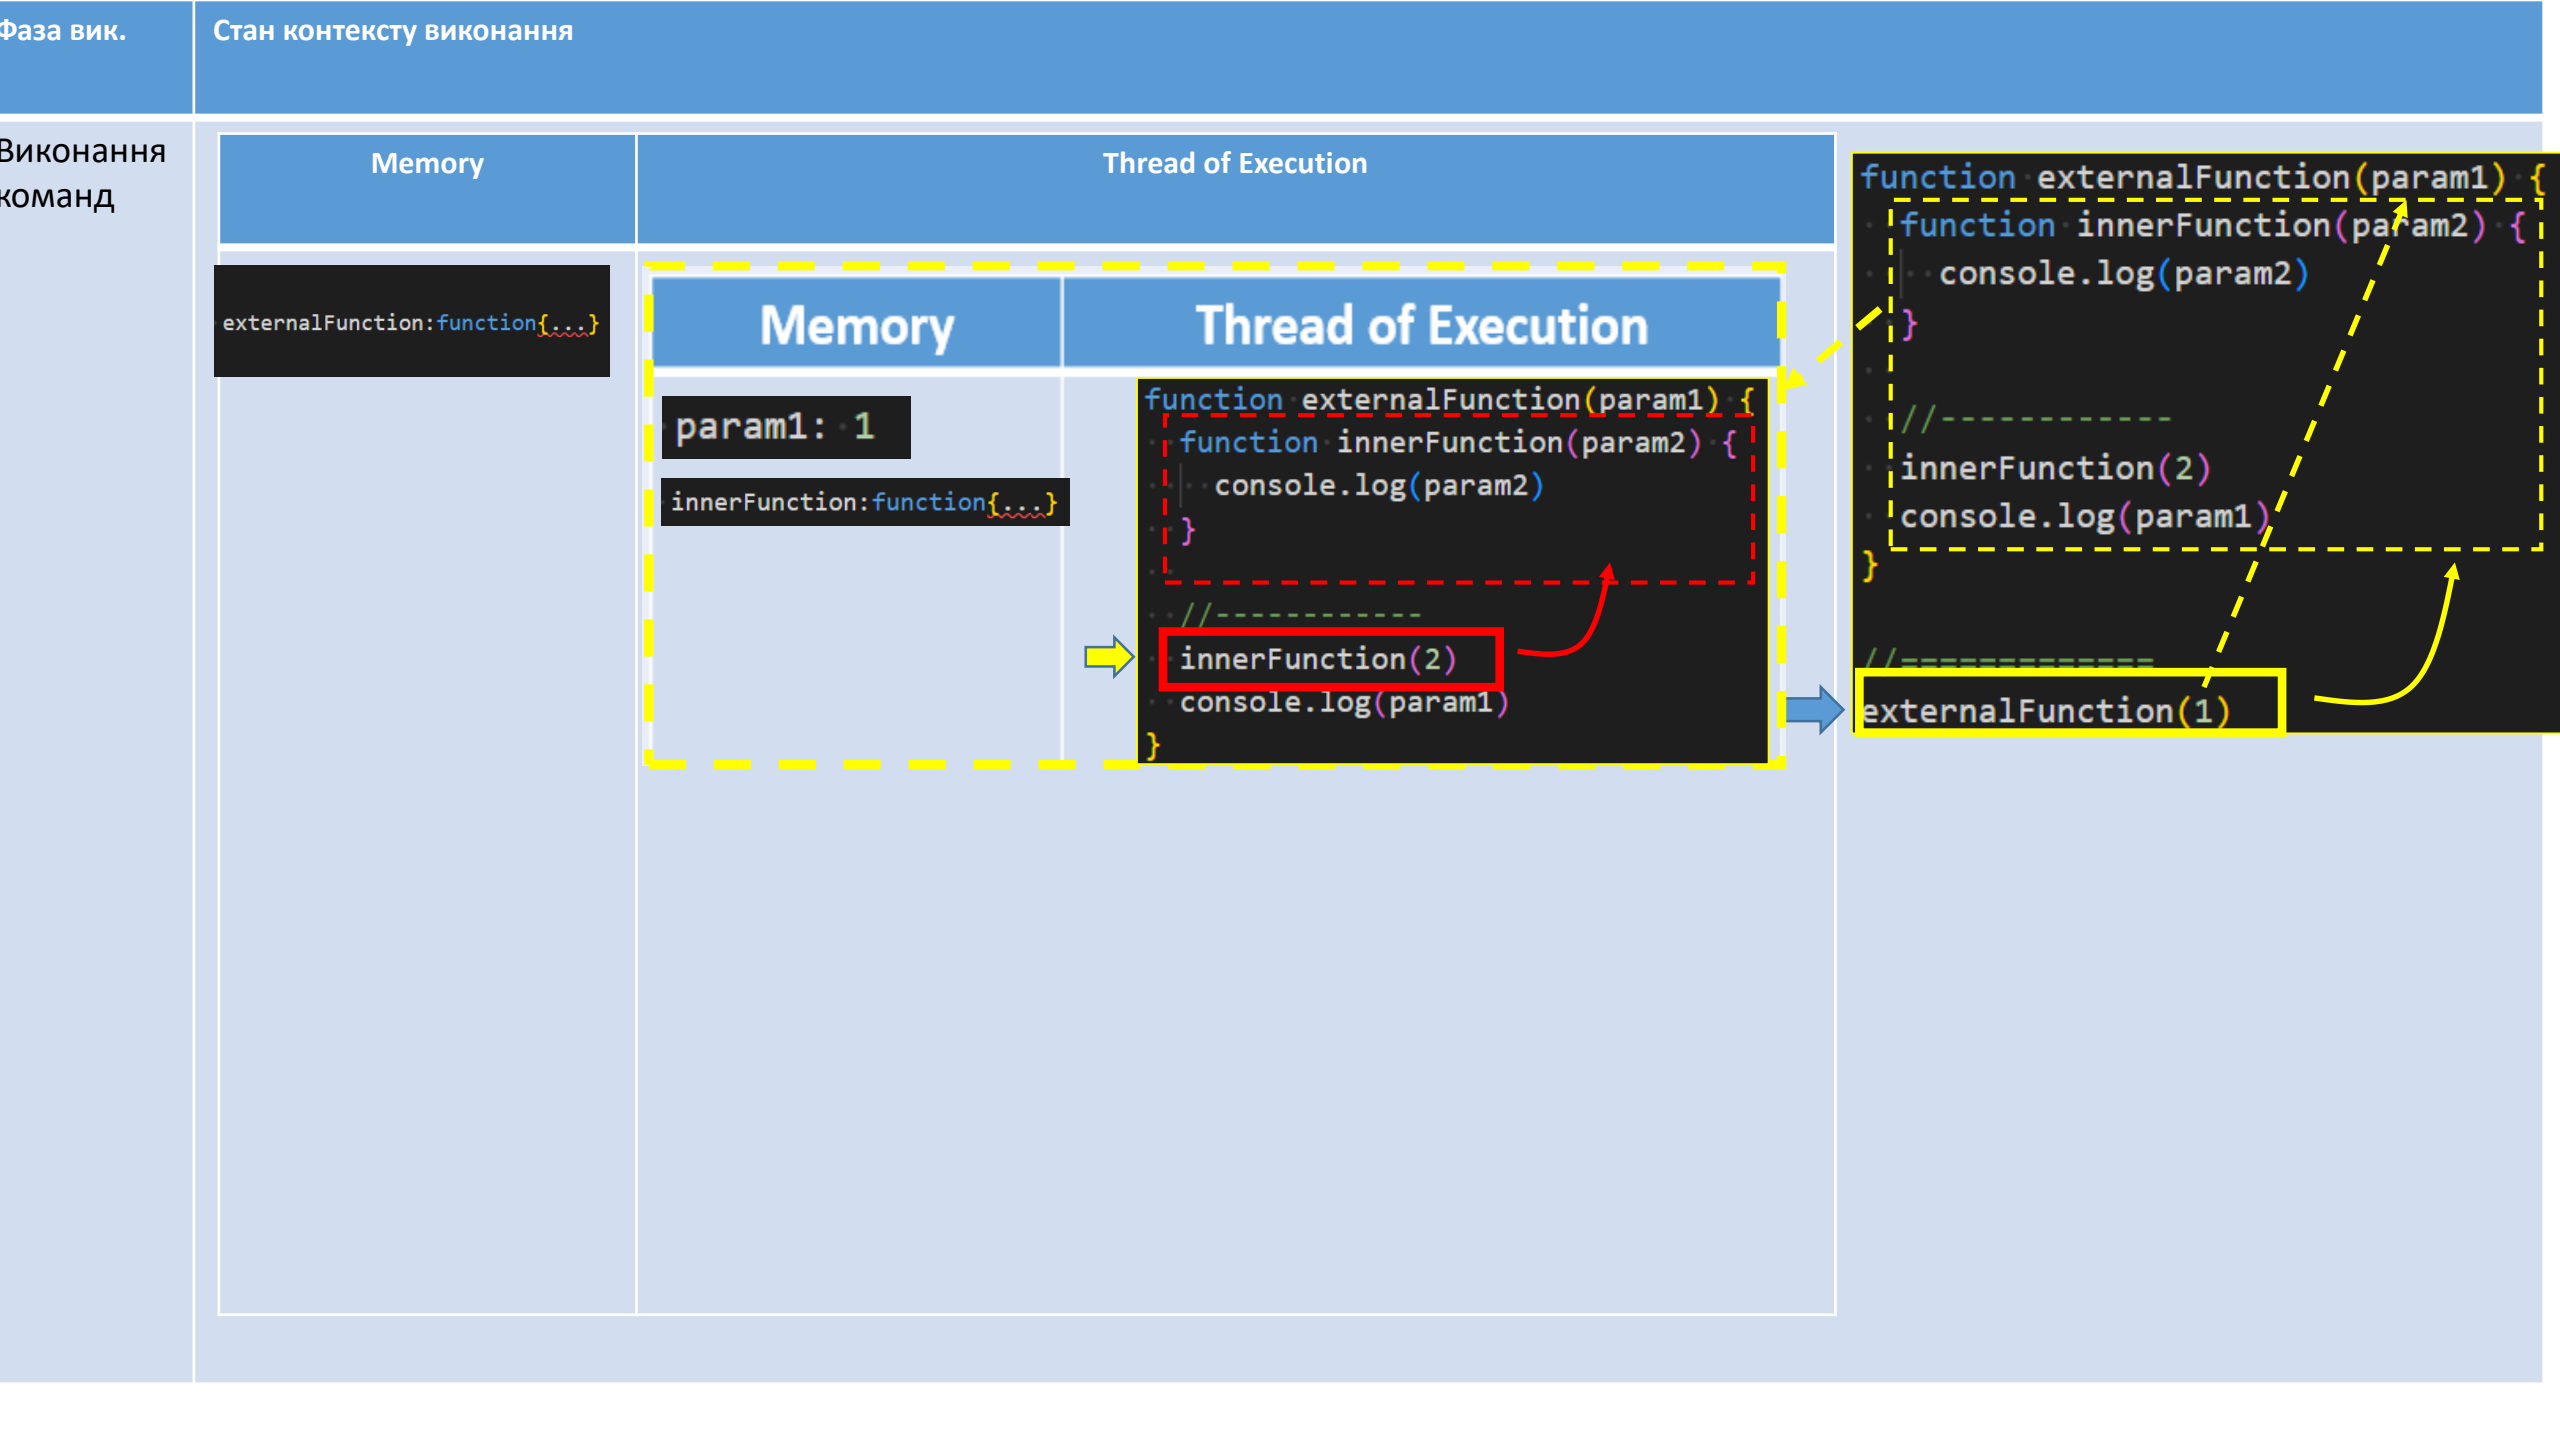 Фаза вик.
Стан контексту виконання
Виконання
команд
Memory
Thread of Execution
externalFunction:function{...}
Memory
Thread of Execution
param1: 1
innerFunction:function{...}
function externalFunction(param1) {
function innerFunction(param2) {
console.log(param2)
}
//------------
innerFunction(2)
console.log(param1)
}
function externalFunction(param1) {
function innerFunction(param2) {
console.log(param2)
}
//------------
innerFunction(2)
console.log(param1)
}
//=============
externalFunction(1)